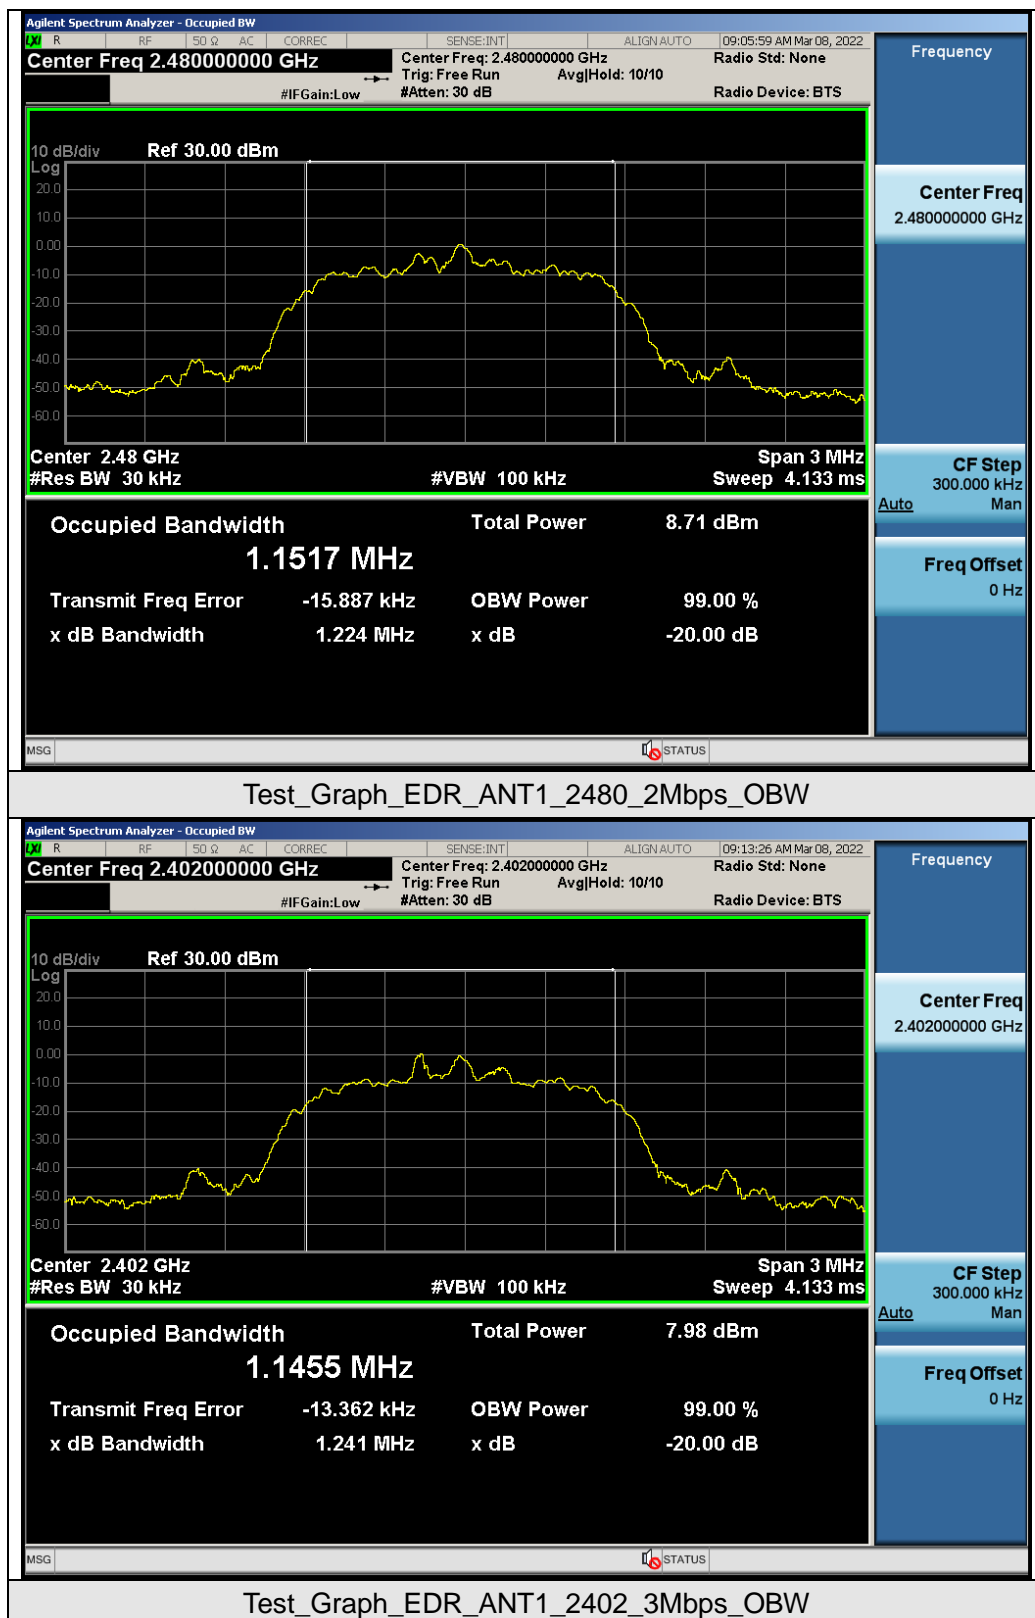 Agilent Spectrum Analyzer - Occupied BW
LXI R RF 50 Ω AC CORREC SENSE:INT ALIGN AUTO 09:05:59 AM Mar 08, 2022
Center Freq 2.480000000 GHz
Center Freq: 2.480000000 GHz
Radio Std: None
Trig: Free Run Avg|Hold: 10/10
#IFGain:Low #Atten: 30 dB
Radio Device: BTS
Frequency
10 dB/div Ref 30.00 dBm
Log
20.0
10.0
0.00
-10.0
-20.0
-30.0
-40.0
-50.0
-60.0
Center 2.48 GHz Span 3 MHz
#Res BW 30 kHz #VBW 100 kHz Sweep 4.133 ms
Center Freq
2.480000000 GHz
CF Step
300.000 kHz
Auto Man
Freq Offset
0 Hz
Occupied Bandwidth Total Power 8.71 dBm
1.1517 MHz
Transmit Freq Error -15.887 kHz OBW Power 99.00 %
x dB Bandwidth 1.224 MHz x dB -20.00 dB
MSG STATUS
Test_Graph_EDR_ANT1_2480_2Mbps_OBW
Agilent Spectrum Analyzer - Occupied BW
LXI R RF 50 Ω AC CORREC SENSE:INT ALIGN AUTO 09:13:26 AM Mar 08, 2022
Center Freq 2.402000000 GHz
Center Freq: 2.402000000 GHz
Radio Std: None
Trig: Free Run Avg|Hold: 10/10
#IFGain:Low #Atten: 30 dB
Radio Device: BTS
Frequency
10 dB/div Ref 30.00 dBm
Log
20.0
10.0
0.00
-10.0
-20.0
-30.0
-40.0
-50.0
-60.0
Center 2.402 GHz Span 3 MHz
#Res BW 30 kHz #VBW 100 kHz Sweep 4.133 ms
Center Freq
2.402000000 GHz
CF Step
300.000 kHz
Auto Man
Freq Offset
0 Hz
Occupied Bandwidth Total Power 7.98 dBm
1.1455 MHz
Transmit Freq Error -13.362 kHz OBW Power 99.00 %
x dB Bandwidth 1.241 MHz x dB -20.00 dB
MSG STATUS
Test_Graph_EDR_ANT1_2402_3Mbps_OBW